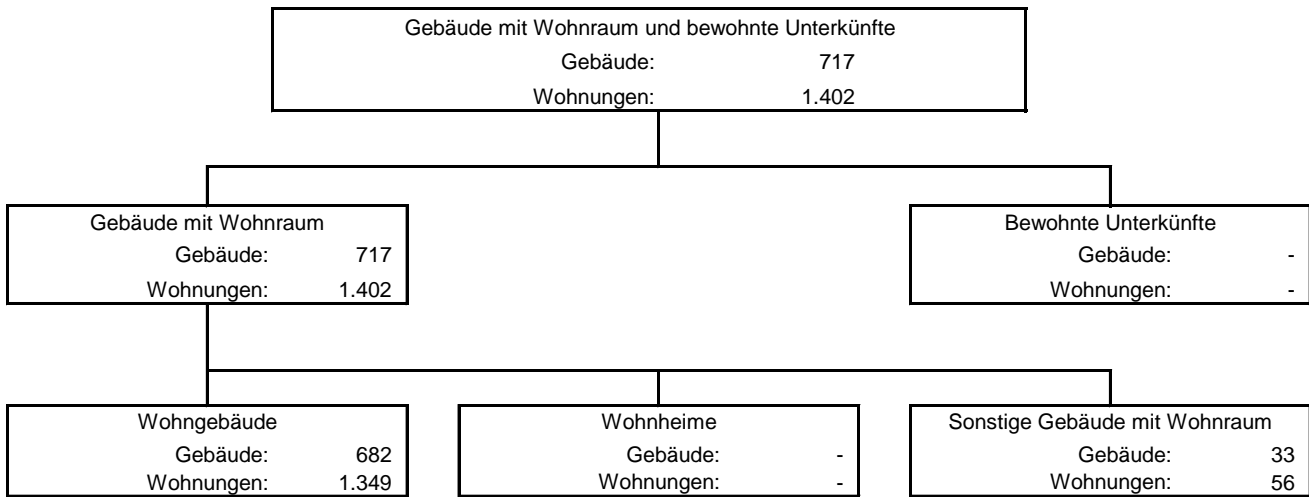 Gebäude mit Wohnraum und bewohnte Unterkünfte
Gebäude: 717
Wohnungen: 1.402
Gebäude mit Wohnraum
Gebäude: 717
Wohnungen: 1.402
Bewohnte Unterkünfte
Gebäude: -
Wohnungen: -
Wohngebäude
Gebäude: 682
Wohnungen: 1.349
Wohnheime
Gebäude: -
Wohnungen: -
Sonstige Gebäude mit Wohnraum
Gebäude: 33
Wohnungen: 56